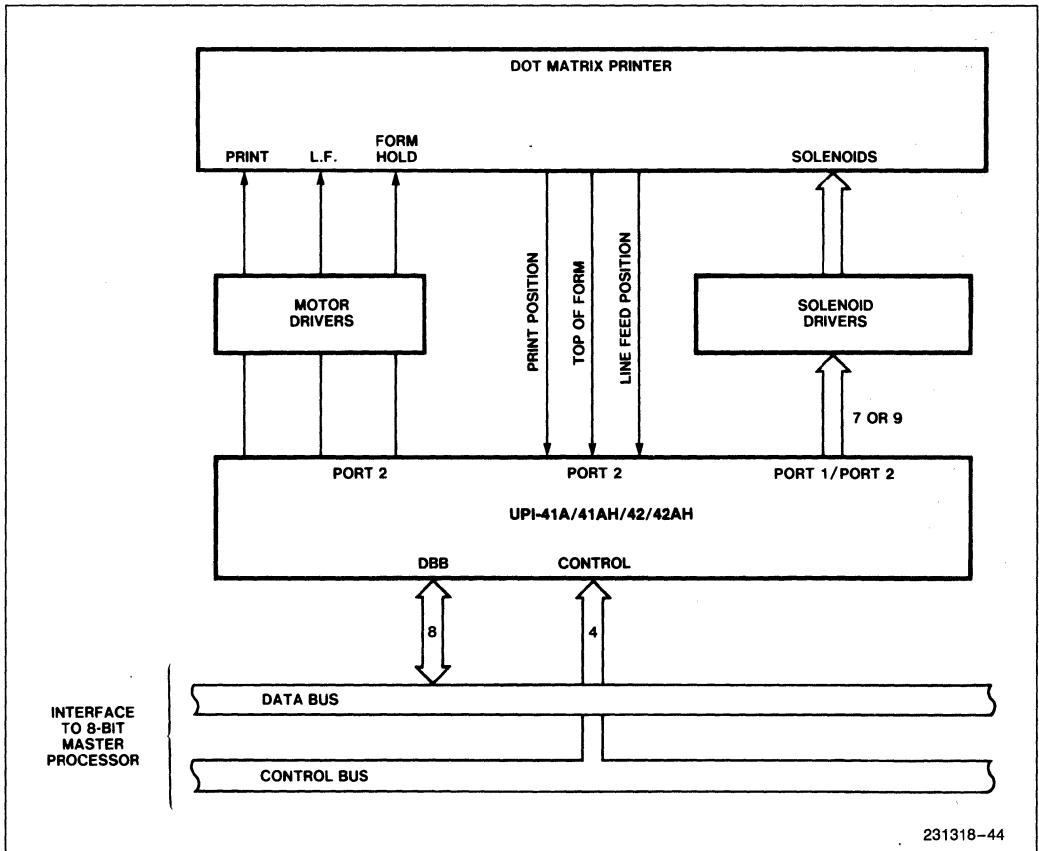 DOT MATRIX PRINTER
PRINT
L.F.
FORM
HOLD
SOLENOIDS
MOTOR
DRIVERS
PRINT POSITION
TOP OF FORM
LINE FEED POSITION
SOLENOID
DRIVERS
7 OR 9
PORT 2
PORT 2
PORT 1/PORT 2
UPI-41A/41AH/42/42AH
DBB
CONTROL
8
4
INTERFACE
TO 8-BIT
MASTER
PROCESSOR
DATA BUS
CONTROL BUS
231318-44